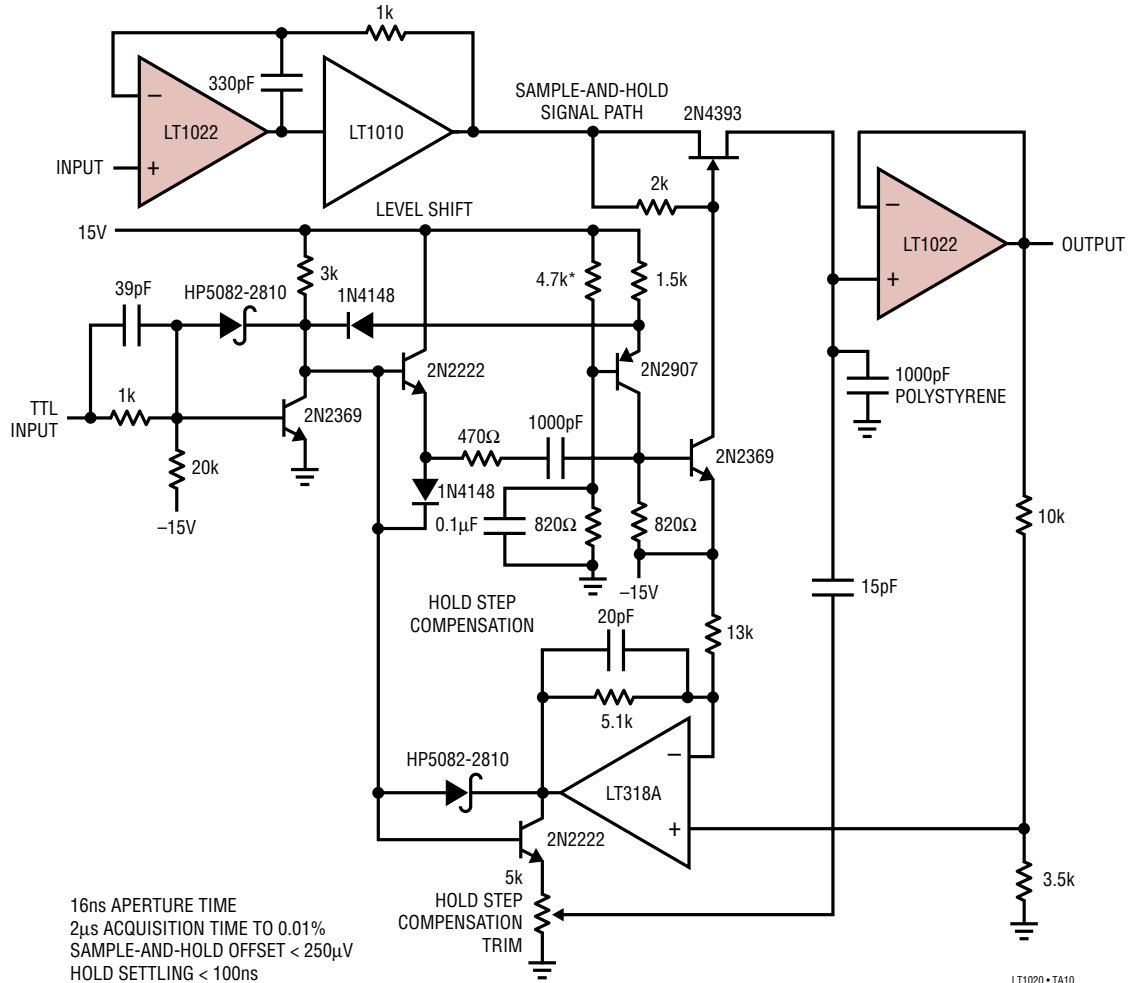 1k
330pF
LT1022
LT1010
−
+
INPUT
SAMPLE-AND-HOLD
SIGNAL PATH
2N4393
2k
LEVEL SHIFT
15V
3k
4.7k*
1.5k
−
LT1022
+
OUTPUT
39pF
HP5082-2810
1N4148
2N2222
2N2907
1000pF
POLYSTYRENE
1k
TTL
INPUT
2N2369
470Ω
1000pF
2N2369
20k
−15V
1N4148
0.1µF
820Ω
820Ω
−15V
10k
15pF
HOLD STEP
COMPENSATION
20pF
13k
5.1k
HP5082-2810
−
LT318A
+
2N2222
5k
HOLD STEP
COMPENSATION
TRIM
3.5k
16ns APERTURE TIME
2µs ACQUISITION TIME TO 0.01%
SAMPLE-AND-HOLD OFFSET < 250µV
HOLD SETTLING < 100ns
LT1020 • TA10